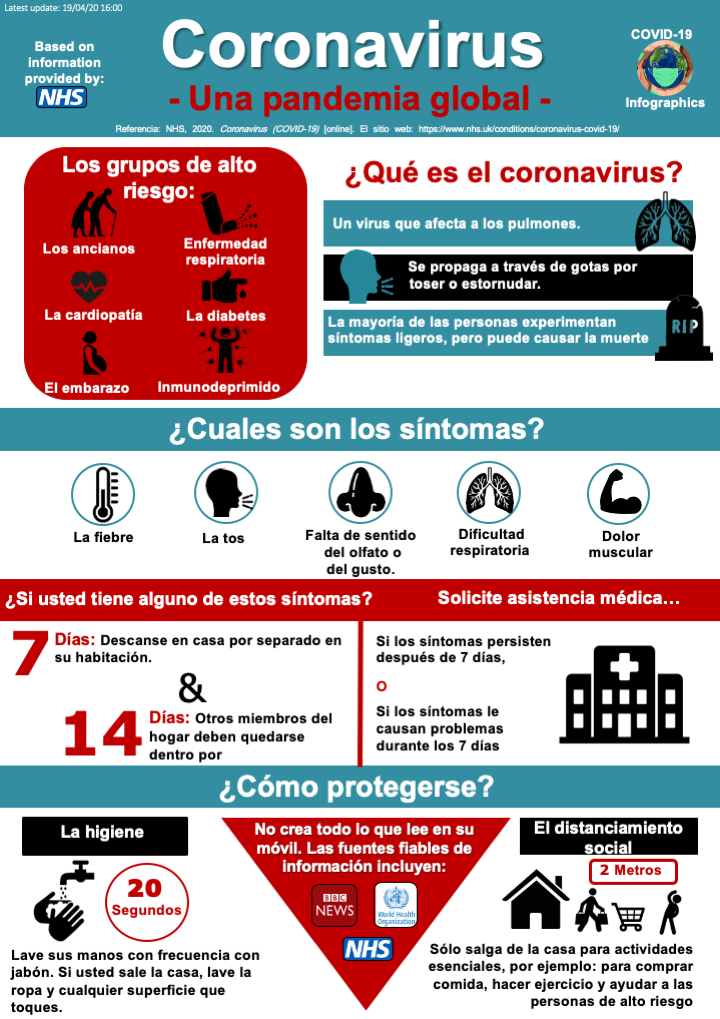 Latest update: 19/04/20 16:00
Based on
information
provided by:
NHS
Coronavirus
- Una pandemia global -
COVID-19
Infographics
Referencia: NHS, 2020. Coronavirus (COVID-19) [online]. El sitio web: https://www.nhs.uk/conditions/coronavirus-covid-19/
Los grupos de alto
riesgo:
Los ancianos
Enfermedad
respiratoria
La cardiopatía
La diabetes
El embarazo
Inmunodeprimido
¿Qué es el coronavirus?
Un virus que afecta a los pulmones.
Se propaga a través de gotas por
toser o estornudar.
La mayoría de las personas experimentan
síntomas ligeros, pero puede causar la muerte
RIP
¿Cuales son los síntomas?
La fiebre
La tos
Falta de sentido
del olfato o
del gusto.
Dificultad
respiratoria
Dolor
muscular
¿Si usted tiene alguno de estos síntomas?
7 Días: Descanse en casa por separado en
su habitación.
&
14 Días: Otros miembros del
hogar deben quedarse
dentro por
Solicite asistencia médica…
Si los síntomas persisten
después de 7 días,
O
Si los síntomas le
causan problemas
durante los 7 días
¿Cómo protegerse?
La higiene
20
Segundos
Lave sus manos con frecuencia con
jabón. Si usted sale la casa, lave la
ropa y cualquier superficie que
toques.
No crea todo lo que lee en su
móvil. Las fuentes fiables de
información incluyen:
BBC
NEWS
World Health
Organization
NHS
El distanciamiento
social
2 Metros
Sólo salga de la casa para actividades
esenciales, por ejemplo: para comprar
comida, hacer ejercicio y ayudar a las
personas de alto riesgo